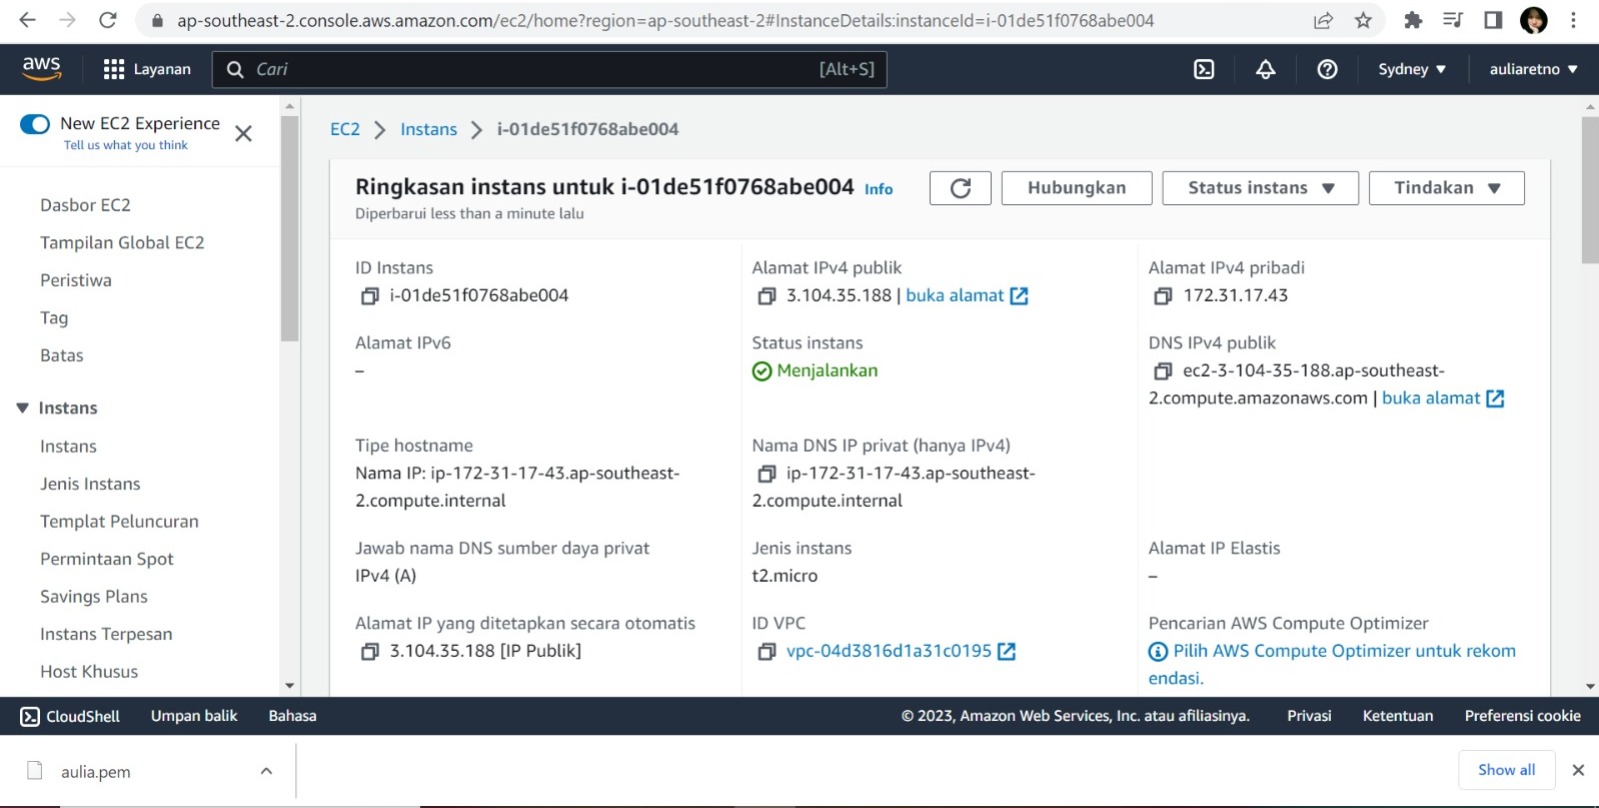 ap-southeast-2.console.aws.amazon.com/ec2/home?region=ap-southeast-2#InstanceDetails:instanceId=i-01de51f0768abe004
aws Layanan Cari [Alt+S] Sydney ▼ auliaretno ▼
New EC2 Experience
Tell us what you think
Dasbor EC2
Tampilan Global EC2
Peristiwa
Tag
Batas
▼ Instans
Instans
Jenis Instans
Templat Peluncuran
Permintaan Spot
Savings Plans
Instans Terpesan
Host Khusus
EC2 > Instans > i-01de51f0768abe004
Ringkasan instans untuk i-01de51f0768abe004 Info
Diperbarui less than a minute lalu
Hubungkan
Status instans ▼
Tindakan ▼
ID Instans
i-01de51f0768abe004
Alamat IPv4 publik
3.104.35.188 | buka alamat
Alamat IPv4 pribadi
172.31.17.43
Alamat IPv6
–
Status instans
Menjalankan
DNS IPv4 publik
ec2-3-104-35-188.ap-southeast-
2.compute.amazonaws.com | buka alamat
Tipe hostname
Nama IP: ip-172-31-17-43.ap-southeast-
2.compute.internal
Nama DNS IP privat (hanya IPv4)
ip-172-31-17-43.ap-southeast-
2.compute.internal
Jawab nama DNS sumber daya privat
IPv4 (A)
Jenis instans
t2.micro
Alamat IP Elastis
–
Alamat IP yang ditetapkan secara otomatis
3.104.35.188 [IP Publik]
ID VPC
vpc-04d3816d1a31c0195
Pencarian AWS Compute Optimizer
Pilih AWS Compute Optimizer untuk rekom
endasi.
CloudShell Umpan balik Bahasa © 2023, Amazon Web Services, Inc. atau afiliasinya. Privasi Ketentuan Preferensi cookie
aulia.pem Show all